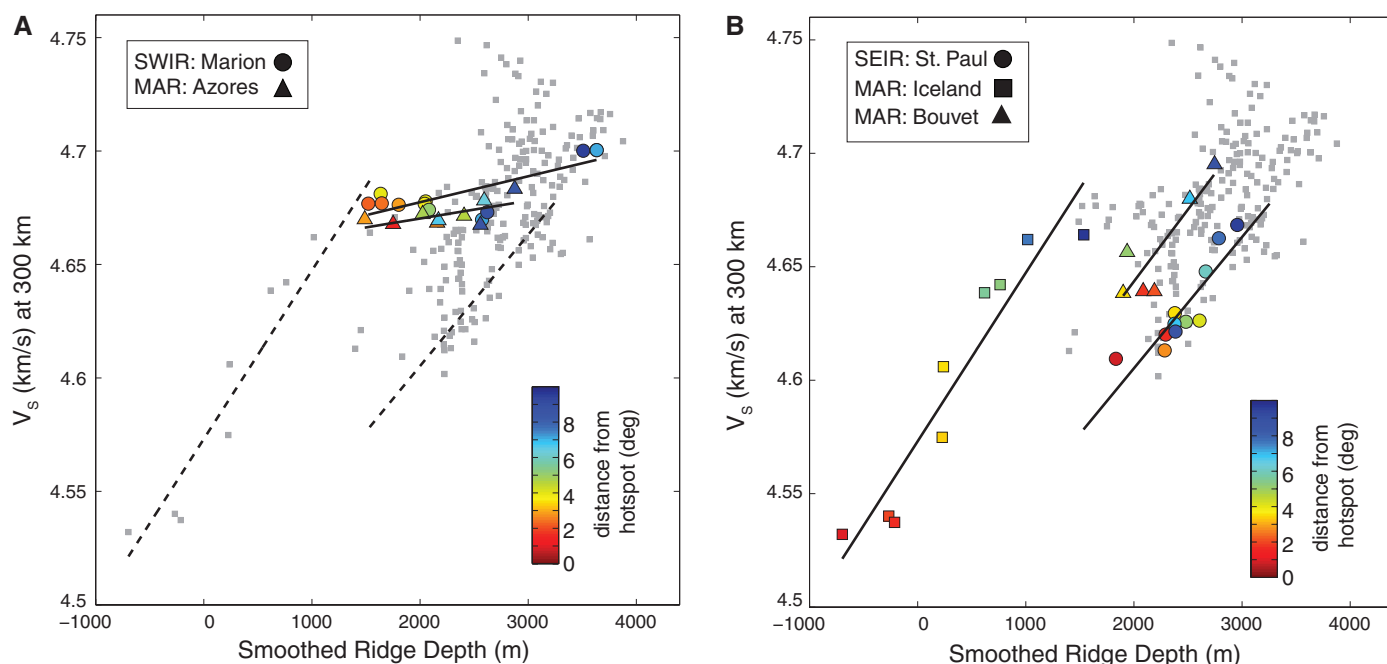 A
SWIR: Marion
MAR: Azores
4.75
4.7
4.65
4.6
4.55
4.5
V_s (km/s) at 300 km
8
6
4
2
0
distance from
hotspot (deg)
−1000 0 1000 2000 3000 4000
Smoothed Ridge Depth (m)
B
SEIR: St. Paul
MAR: Iceland
MAR: Bouvet
4.75
4.7
4.65
4.6
4.55
4.5
V_s (km/s) at 300 km
8
6
4
2
0
distance from
hotspot (deg)
−1000 0 1000 2000 3000 4000
Smoothed Ridge Depth (m)